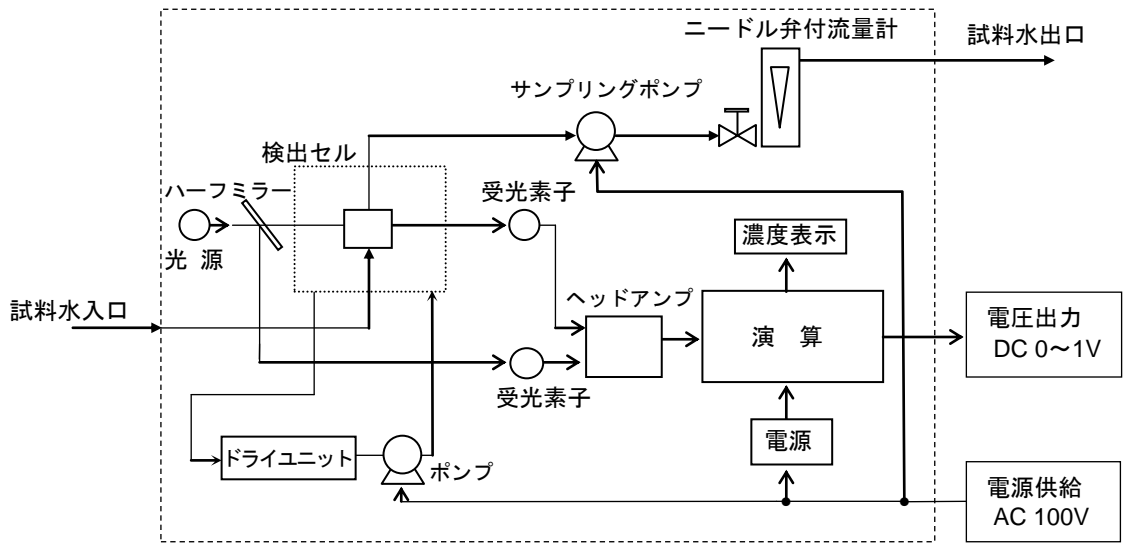 ニードル弁付流量計
試料水出口
サンプリングポンプ
検出セル
ハーフミラー
受光素子
光 源
濃度表示
試料水入口
ヘッドアンプ
演 算
電圧出力
DC 0～1V
受光素子
電源
ドライユニット
ポンプ
電源供給
AC 100V